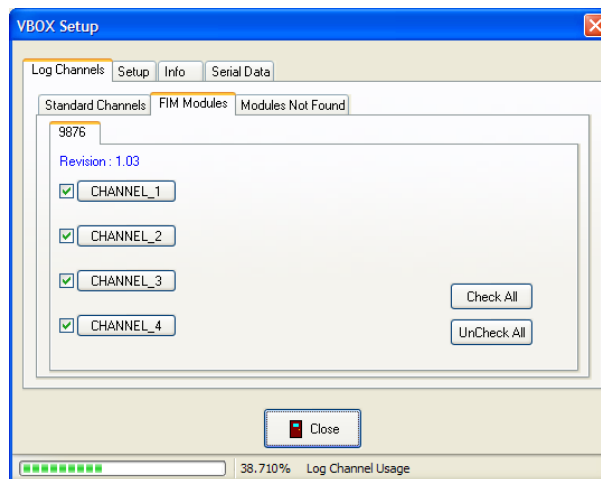 VBOX Setup
Log Channels Setup Info Serial Data
Standard Channels FIM Modules Modules Not Found
9876
Revision : 1.03
CHANNEL_1
CHANNEL_2
CHANNEL_3
Check All
CHANNEL_4
UnCheck All
Close
38.710% Log Channel Usage